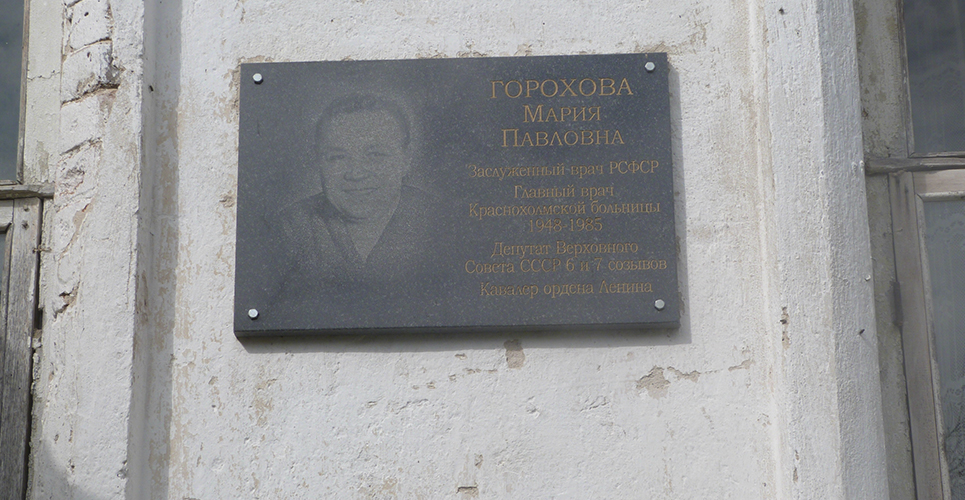 ГОРОХОВА
МАРИЯ
ПАВЛОВНА
Заслуженный врач РСФСР
Главный врач
Краснохолмской больницы
1948-1985
Депутат Верховного
Совета СССР 6 и 7 созывов
Кавалер ордена Ленина